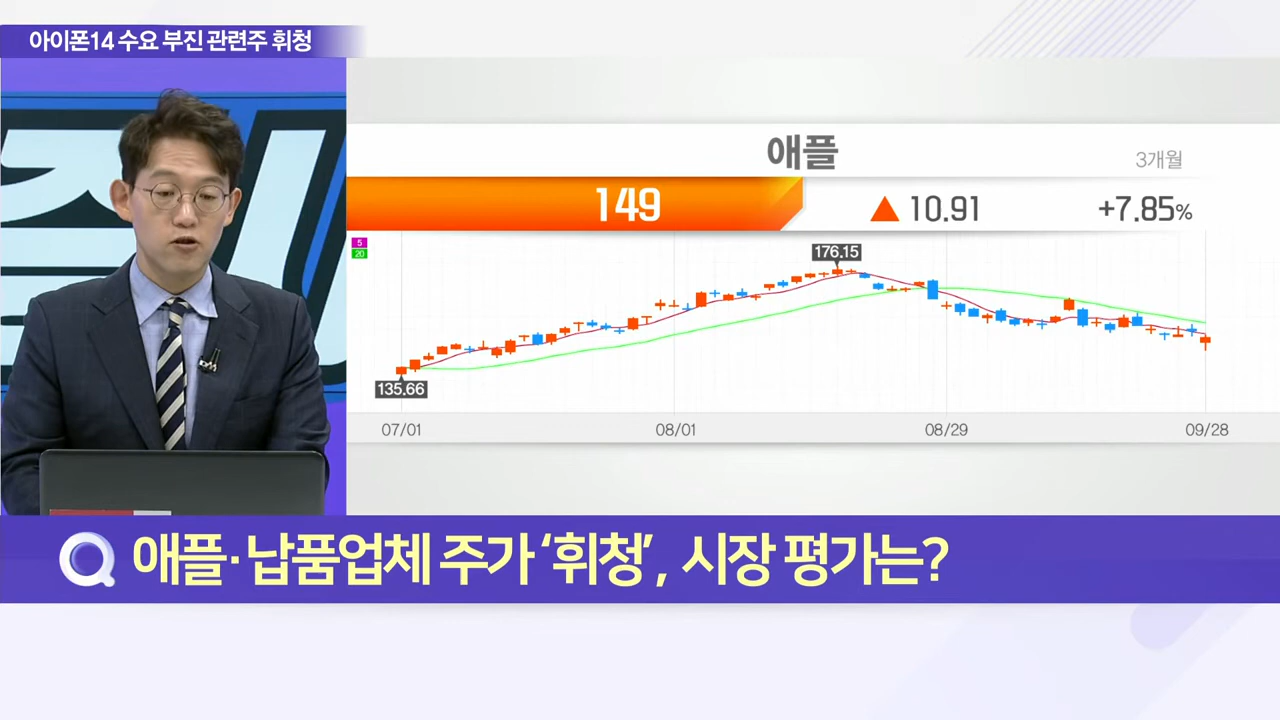 아이폰14 수요 부진 관련주 휘청
애플
3개월
149
▲ 10.91
+7.85%
5
20
176.15
135.66
07/01
08/01
08/29
09/28
애플·납품업체 주가 ‘휘청’, 시장 평가는?